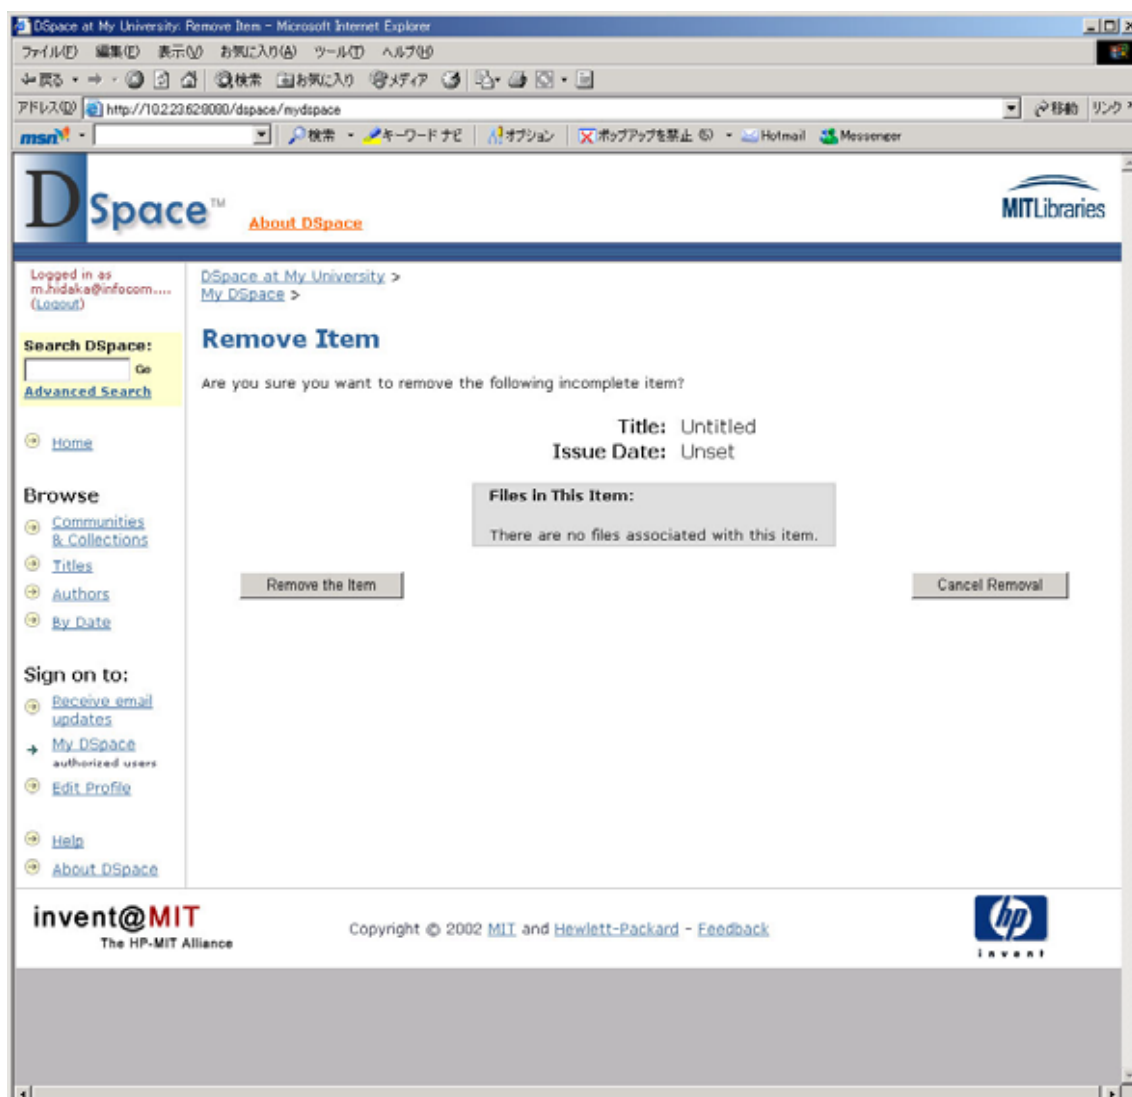 DSpace at My University: Remove Item - Microsoft Internet Explorer
ファイル(F) 編集(E) 表示(V) お気に入り(A) ツール(T) ヘルプ(H)
戻る 検索 お気に入り メディア
アドレス(D) http://10.2.23.62:8080/dspace/mydspace 移動 リンク
msn 検索 キーワード ナビ オプション ポップアップを禁止 Hotmail Messenger
DSpace™ About DSpace MITLibraries
Logged in as
m.hidaka@infocom....
(Logout)
DSpace at My University >
My DSpace >
Remove Item
Are you sure you want to remove the following incomplete item?
Title: Untitled
Issue Date: Unset
Files in This Item:
There are no files associated with this item.
Remove the Item Cancel Removal
Search DSpace:
Go
Advanced Search
Home
Browse
Communities
& Collections
Titles
Authors
By Date
Sign on to:
Receive email
updates
My DSpace
authorized users
Edit Profile
Help
About DSpace
invent@MIT
The HP-MIT Alliance
Copyright © 2002 MIT and Hewlett-Packard - Feedback
hp
invent